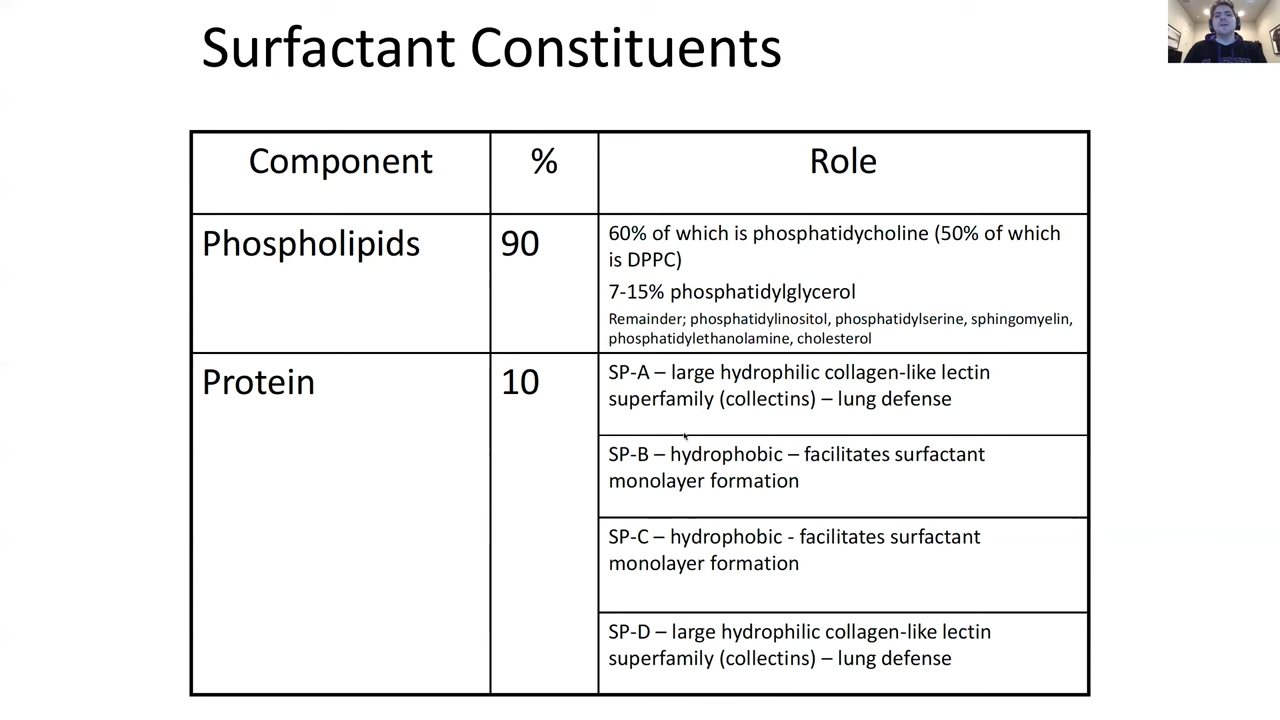 Surfactant Constituents
Component
%
Role
Phospholipids
90
60% of which is phosphatidycholine (50% of which
is DPPC)
7-15% phosphatidylglycerol
Remainder; phosphatidylinositol, phosphatidylserine, sphingomyelin,
phosphatidylethanolamine, cholesterol
Protein
10
SP-A – large hydrophilic collagen-like lectin
superfamily (collectins) – lung defense
SP-B – hydrophobic – facilitates surfactant
monolayer formation
SP-C – hydrophobic - facilitates surfactant
monolayer formation
SP-D – large hydrophilic collagen-like lectin
superfamily (collectins) – lung defense